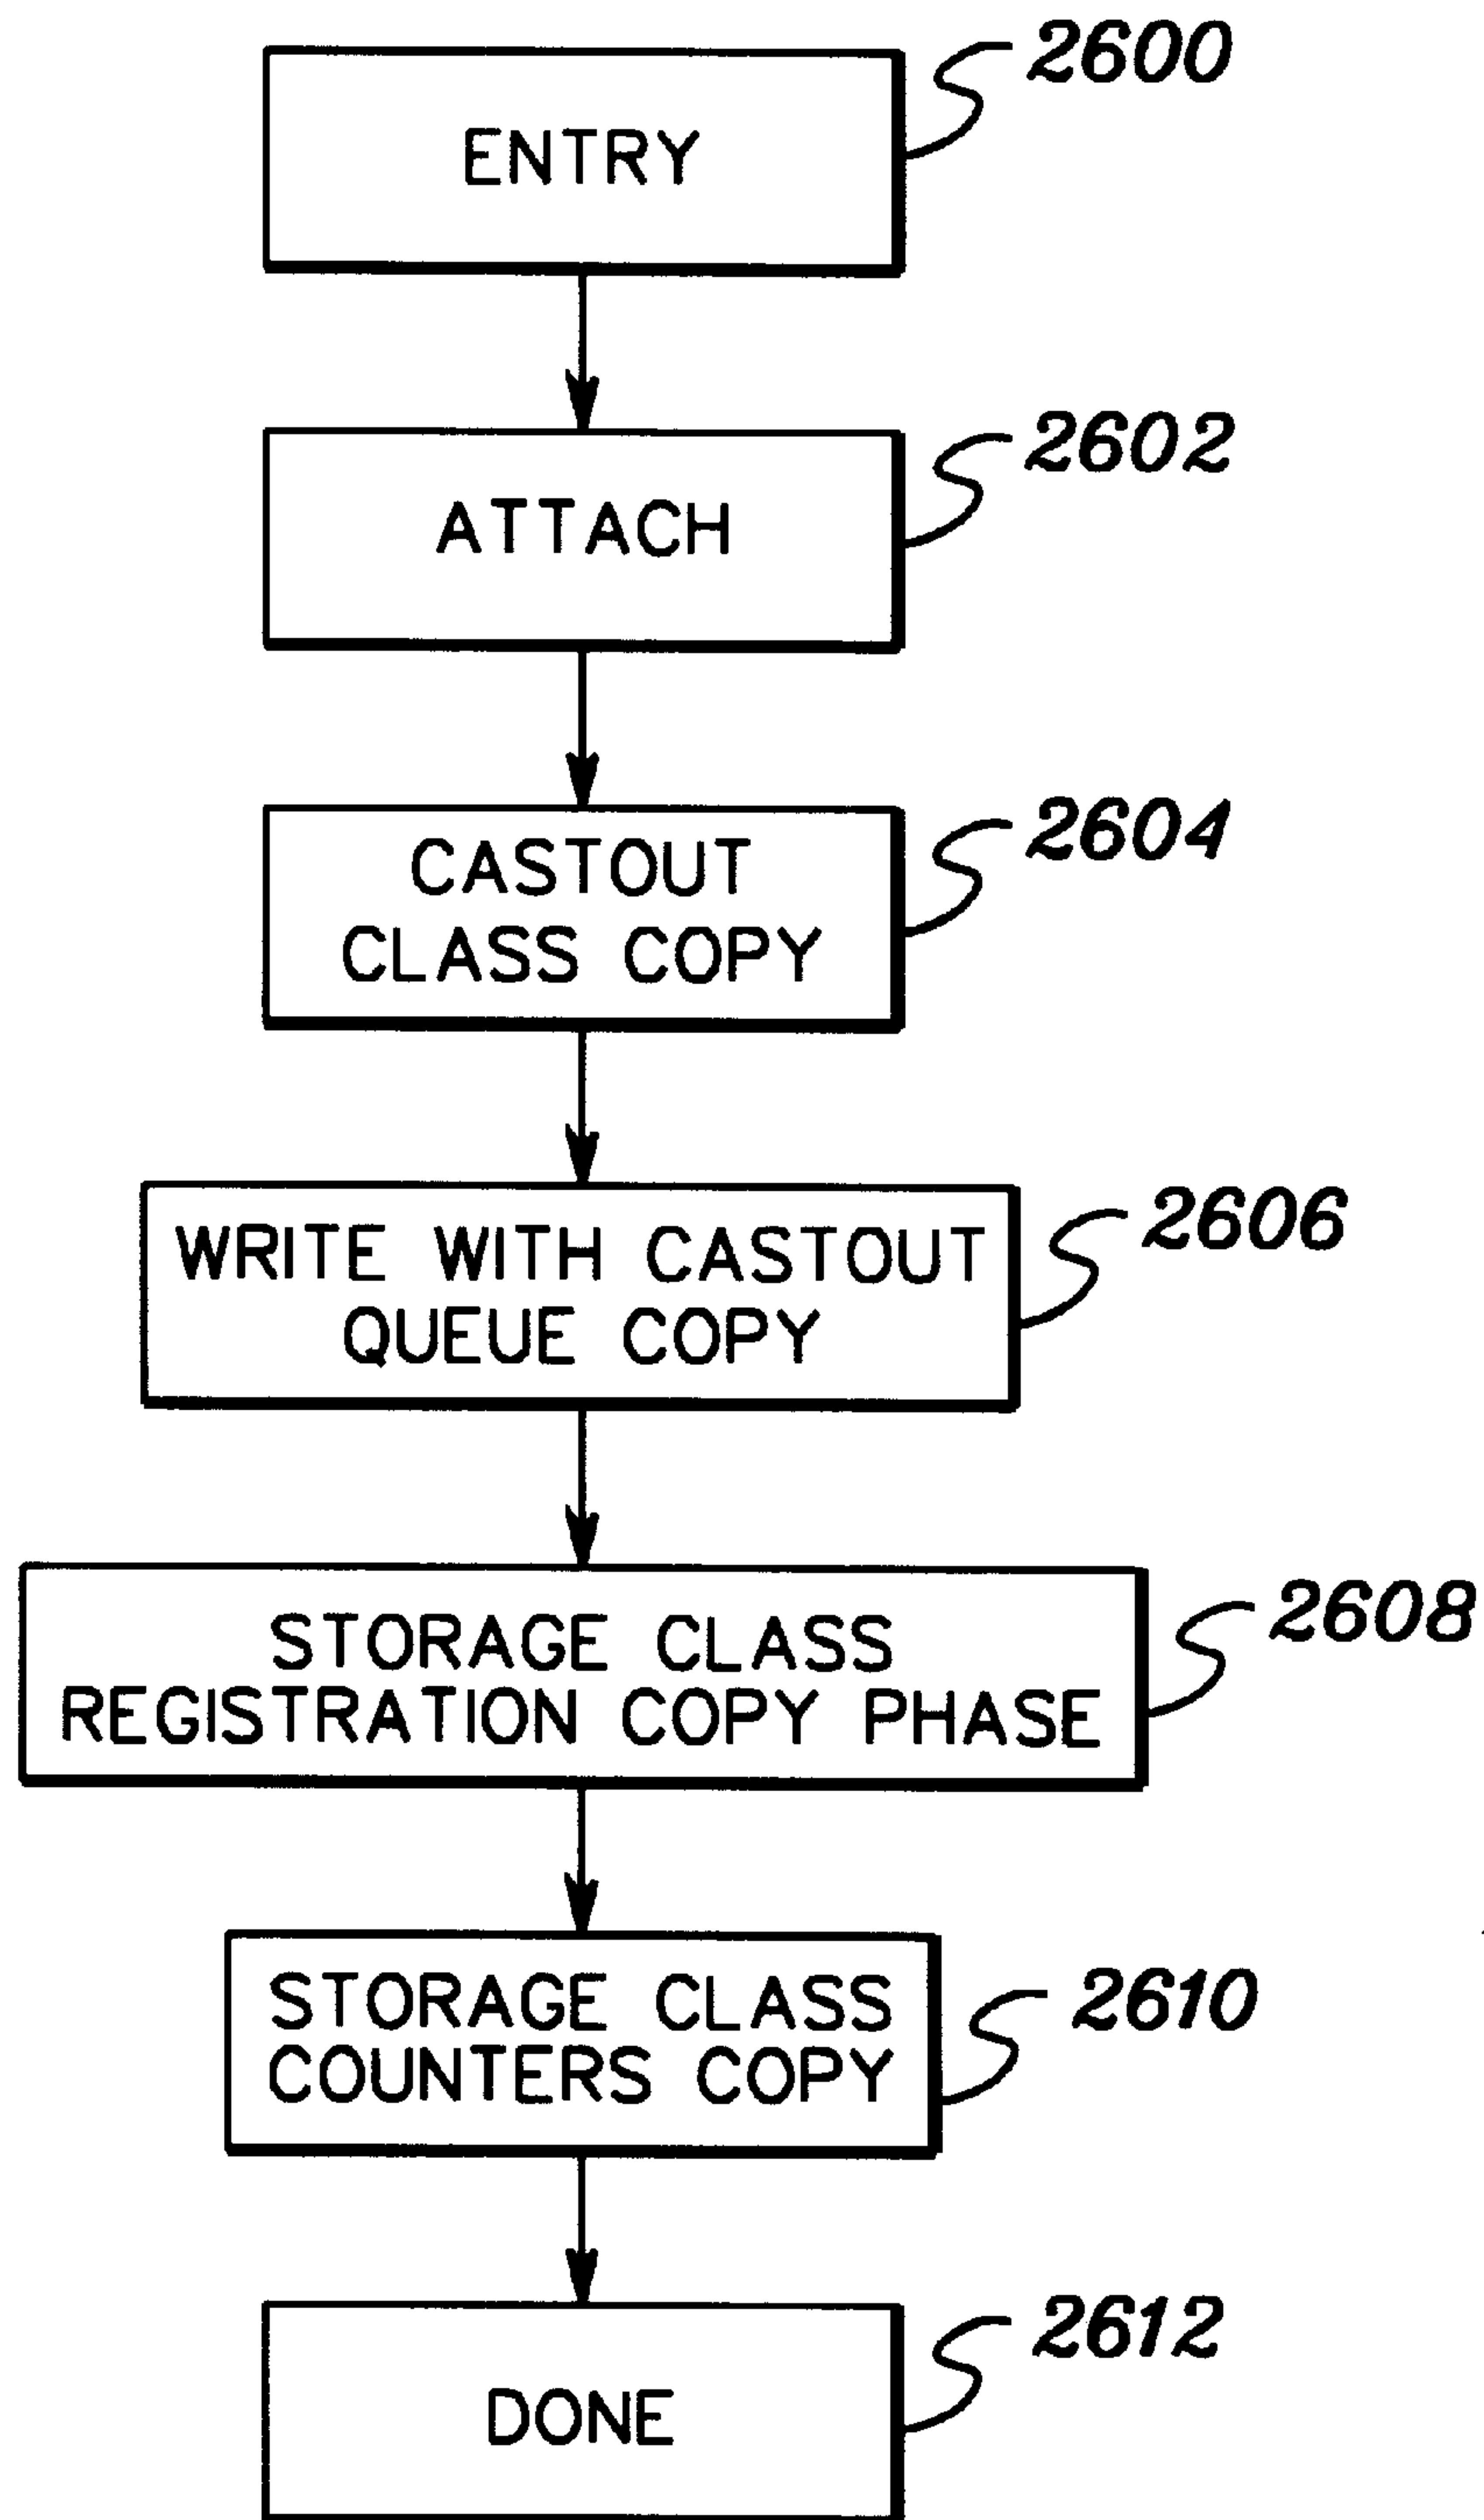 2600
ENTRY
2602
ATTACH
2604
CASTOUT
CLASS COPY
2606
WRITE WITH CASTOUT
QUEUE COPY
2608
STORAGE CLASS
REGISTRATION COPY PHASE
2610
STORAGE CLASS
COUNTERS COPY
2612
DONE